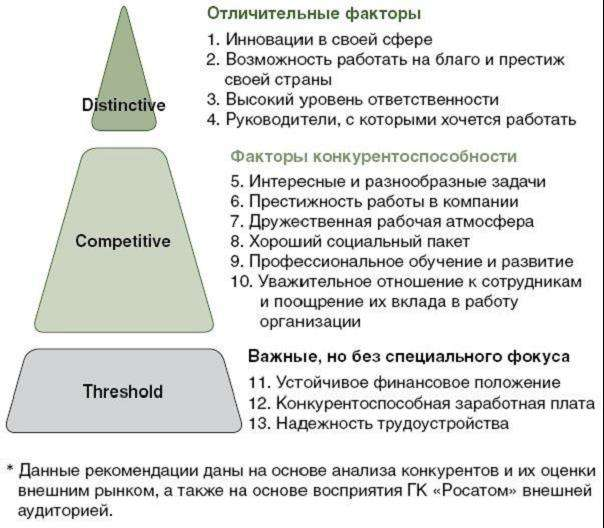 Отличительные факторы
1. Инновации в своей сфере
2. Возможность работать на благо и престиж
своей страны
3. Высокий уровень ответственности
4. Руководители, с которыми хочется работать
Distinctive
Факторы конкурентоспособности
5. Интересные и разнообразные задачи
6. Престижность работы в компании
7. Дружественная рабочая атмосфера
8. Хороший социальный пакет
9. Профессиональное обучение и развитие
10. Уважительное отношение к сотрудникам
и поощрение их вклада в работу
организации
Competitive
Важные, но без специального фокуса
11. Устойчивое финансовое положение
12. Конкурентоспособная заработная плата
13. Надежность трудоустройства
Threshold
* Данные рекомендации даны на основе анализа конкурентов и их оценки
внешним рынком, а также на основе восприятия ГК «Росатом» внешней
аудиторией.